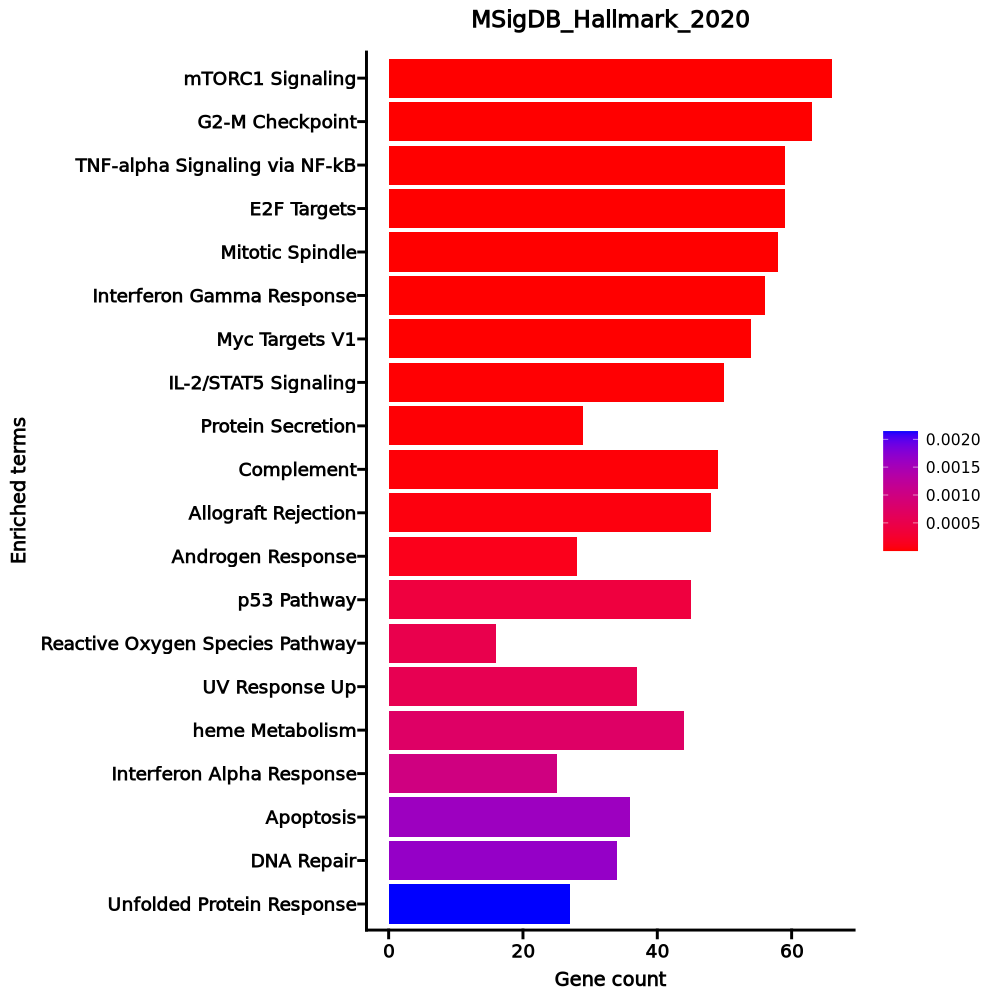 MSigDB_Hallmark_2020
mTORC1 Signaling
G2-M Checkpoint
TNF-alpha Signaling via NF-kB
E2F Targets
Mitotic Spindle
Interferon Gamma Response
Myc Targets V1
IL-2/STAT5 Signaling
Protein Secretion
Complement
Allograft Rejection
Androgen Response
p53 Pathway
Reactive Oxygen Species Pathway
UV Response Up
heme Metabolism
Interferon Alpha Response
Apoptosis
DNA Repair
Unfolded Protein Response
Enriched terms
0 20 40 60
Gene count
0.0020
0.0015
0.0010
0.0005